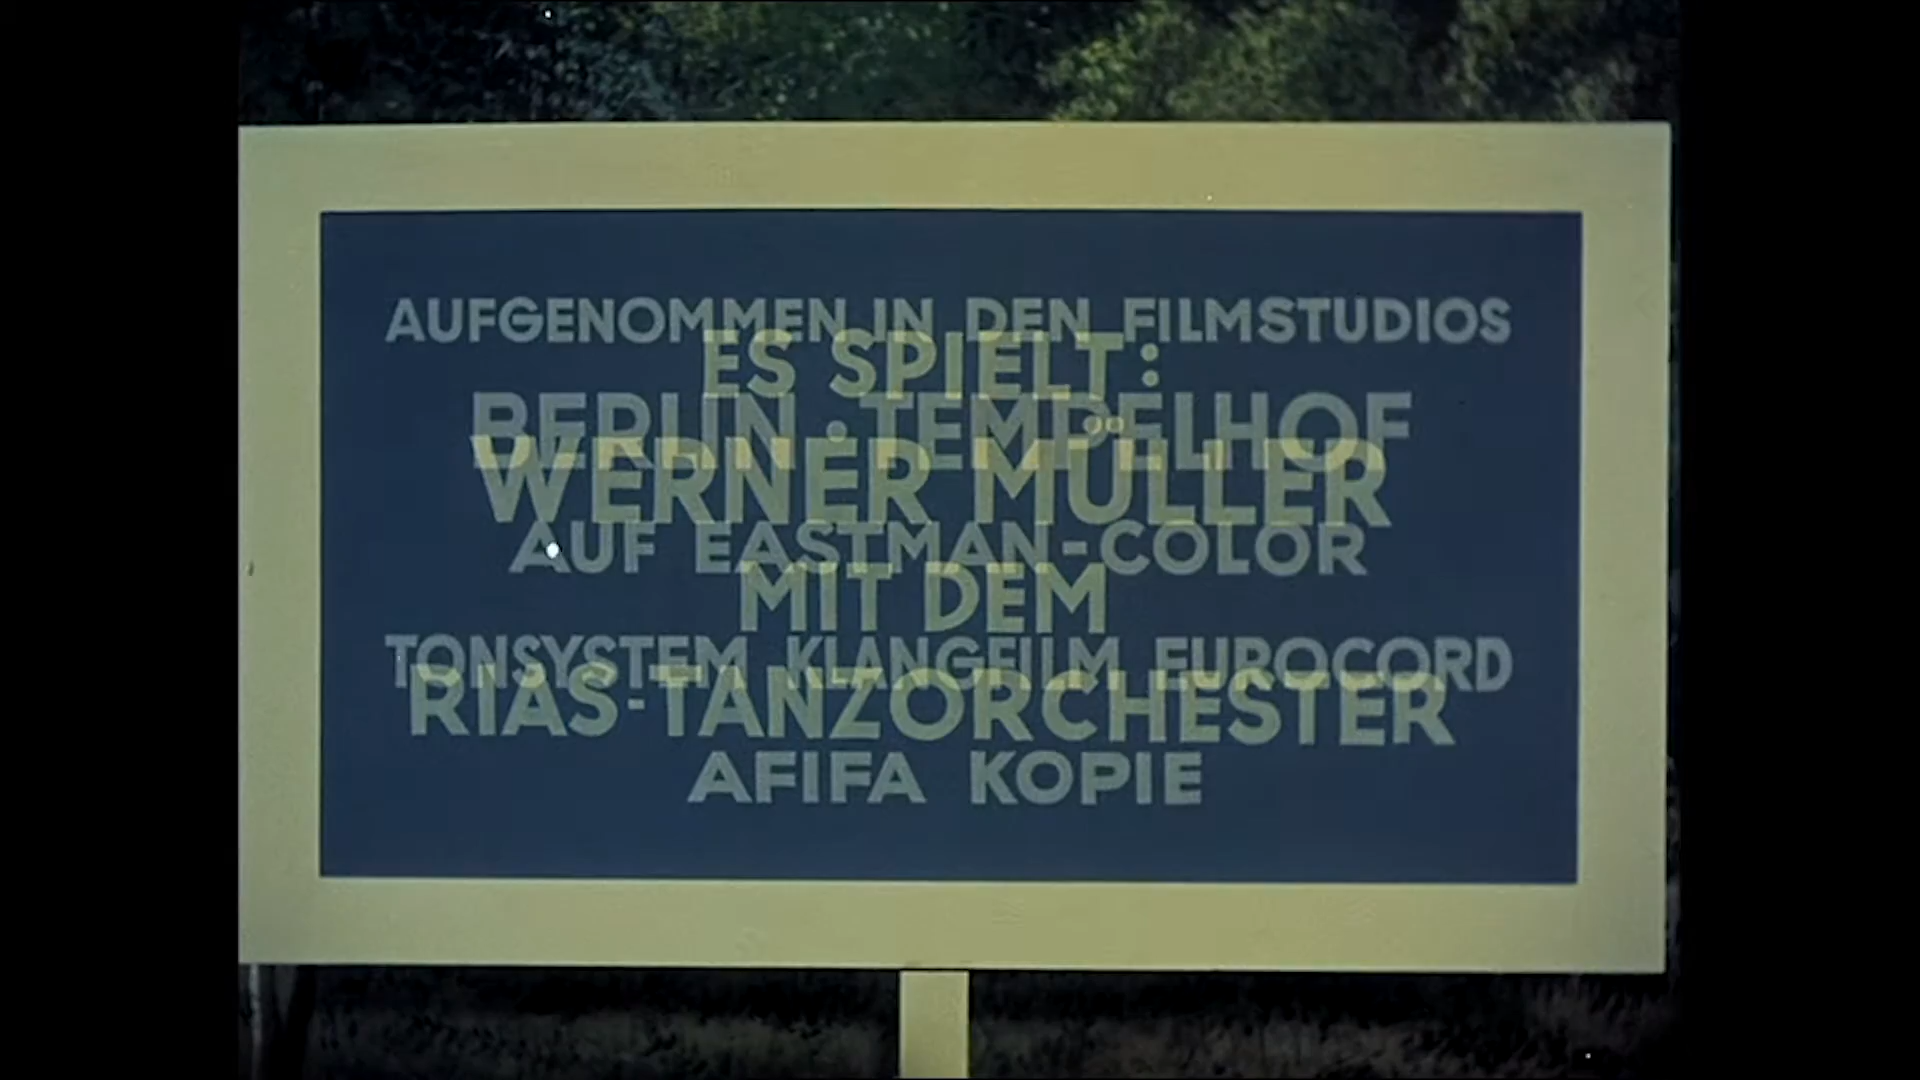 AUFGENOMMEN IN DEN FILMSTUDIOS
BERLIN · TEMPELHOF
AUF EASTMAN-COLOR
TONSYSTEM KLANGFILM EUROCORD
AFIFA KOPIE
ES SPIELT:
WERNER MÜLLER
MIT DEM
RIAS-TANZORCHESTER